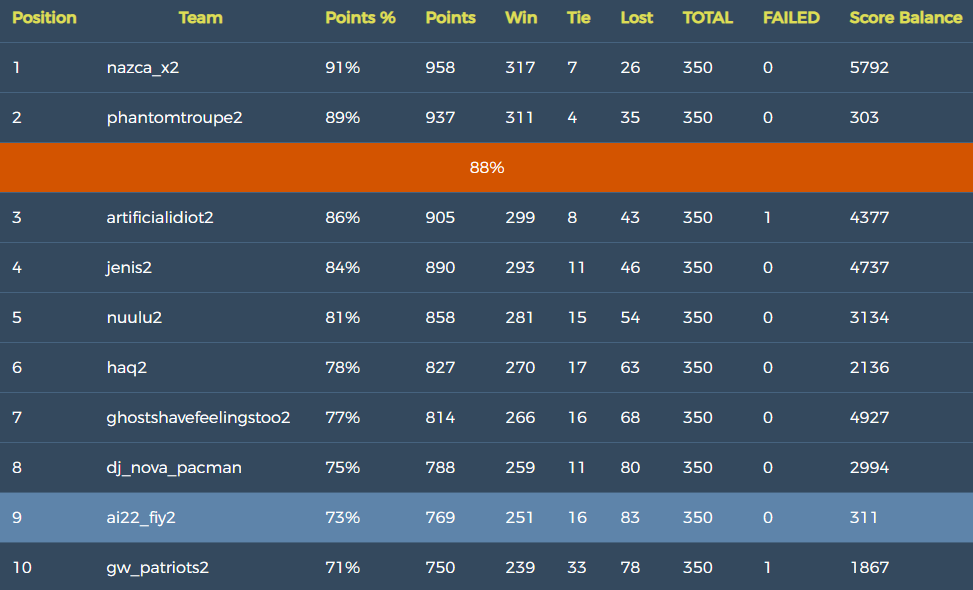 Position Team Points % Points Win Tie Lost TOTAL FAILED Score Balance
1 nazca_x2 91% 958 317 7 26 350 0 5792
2 phantomtroupe2 89% 937 311 4 35 350 0 303
88%
3 artificialidiot2 86% 905 299 8 43 350 1 4377
4 jenis2 84% 890 293 11 46 350 0 4737
5 nuulu2 81% 858 281 15 54 350 0 3134
6 haq2 78% 827 270 17 63 350 0 2136
7 ghostshavefeelingstoo2 77% 814 266 16 68 350 0 4927
8 dj_nova_pacman 75% 788 259 11 80 350 0 2994
9 ai22_fiy2 73% 769 251 16 83 350 0 311
10 gw_patriots2 71% 750 239 33 78 350 1 1867